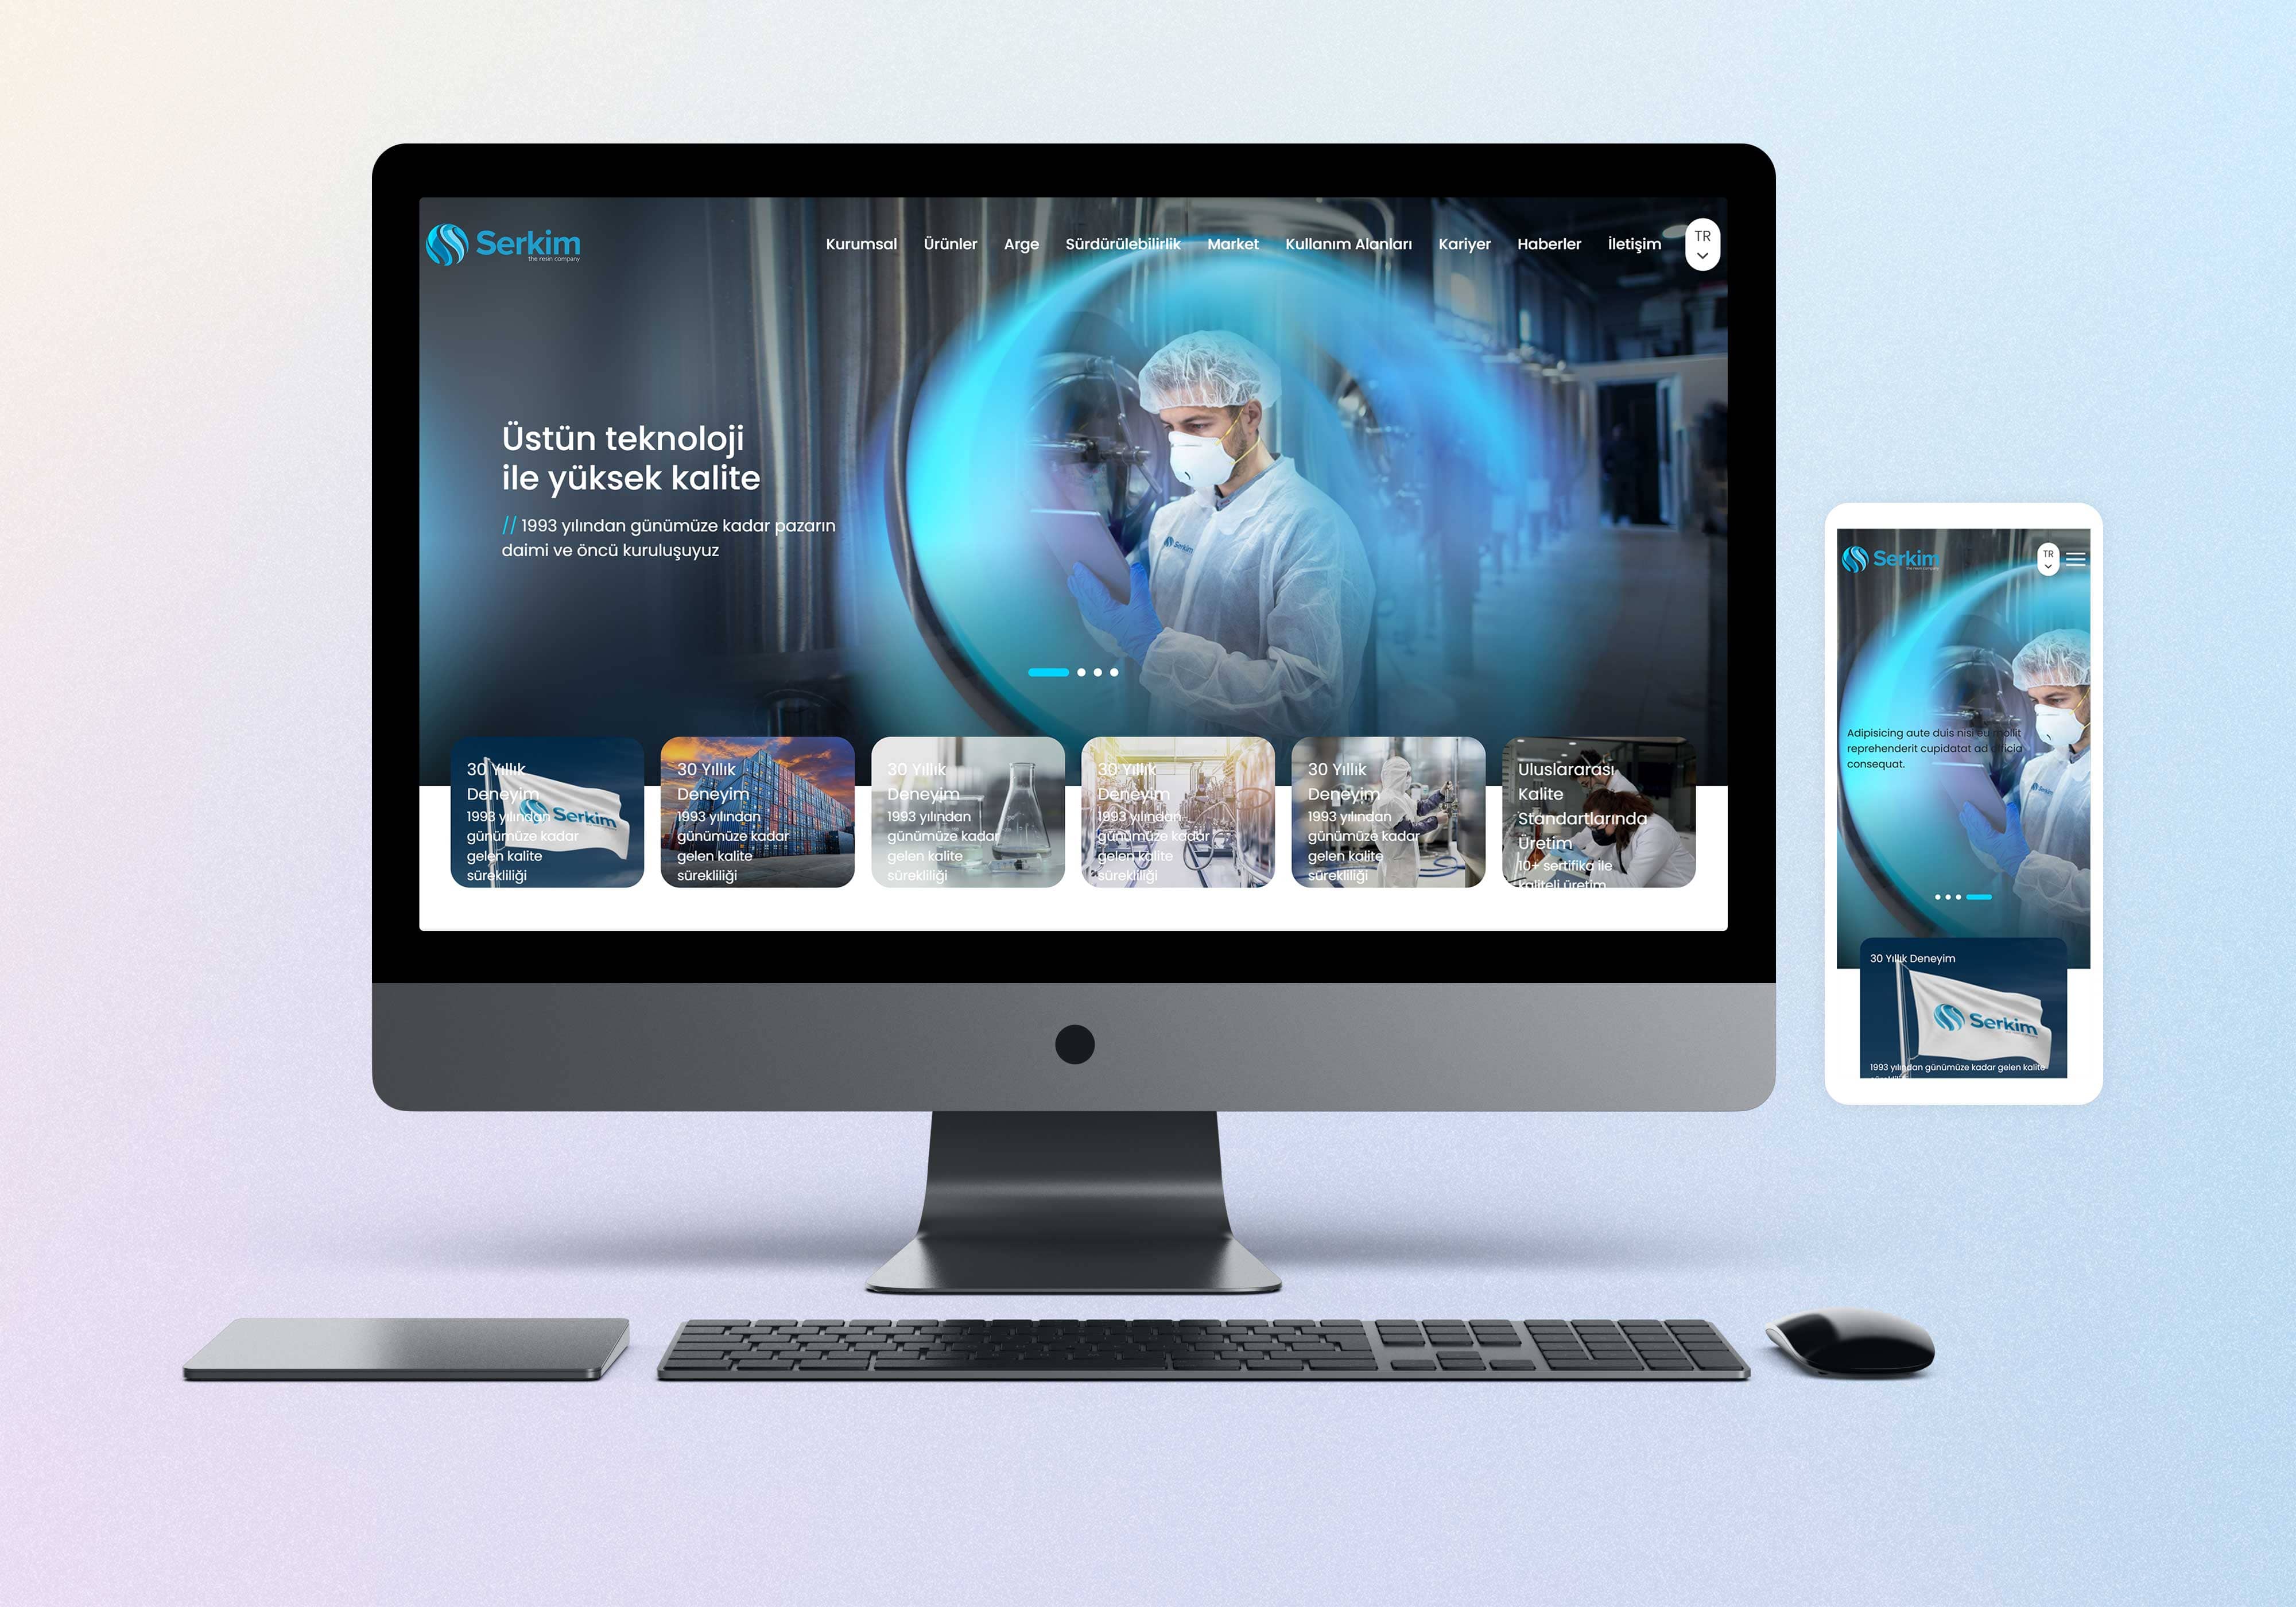 Serkim
the resin company
Kurumsal Ürünler Arge Sürdürülebilirlik Market Kullanım Alanları Kariyer Haberler İletişim TR
Üstün teknoloji
ile yüksek kalite
// 1993 yılından günümüze kadar pazarın
daimi ve öncü kuruluşuyuz
Serkim
30 Yıllık
Deneyim
1993 yılından
günümüze kadar
gelen kalite
sürekliliği
Serkim
30 Yıllık
Deneyim
1993 yılından
günümüze kadar
gelen kalite
sürekliliği
30 Yıllık
Deneyim
1993 yılından
günümüze kadar
gelen kalite
sürekliliği
30 Yıllık
Deneyim
1993 yılından
günümüze kadar
gelen kalite
sürekliliği
30 Yıllık
Deneyim
1993 yılından
günümüze kadar
gelen kalite
sürekliliği
Uluslararası
Kalite
Standartlarında
Üretim
10+ sertifika ile
kaliteli üretim
Serkim
the resin company
TR
Adipisicing aute duis nisi eu mollit
reprehenderit cupidatat ad officia
consequat.
Serkim
30 Yıllık Deneyim
Serkim
1993 yılından günümüze kadar gelen kalite